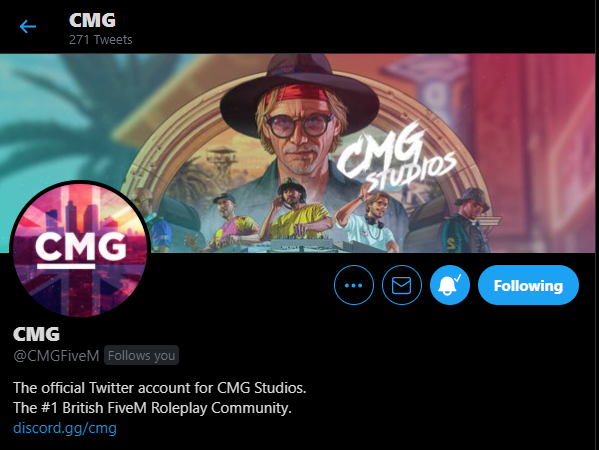 CMG
271 Tweets
CMG
STUDIOS
CMG
Following
CMG
@CMGFiveM Follows you
The official Twitter account for CMG Studios.
The #1 British FiveM Roleplay Community.
discord.gg/cmg